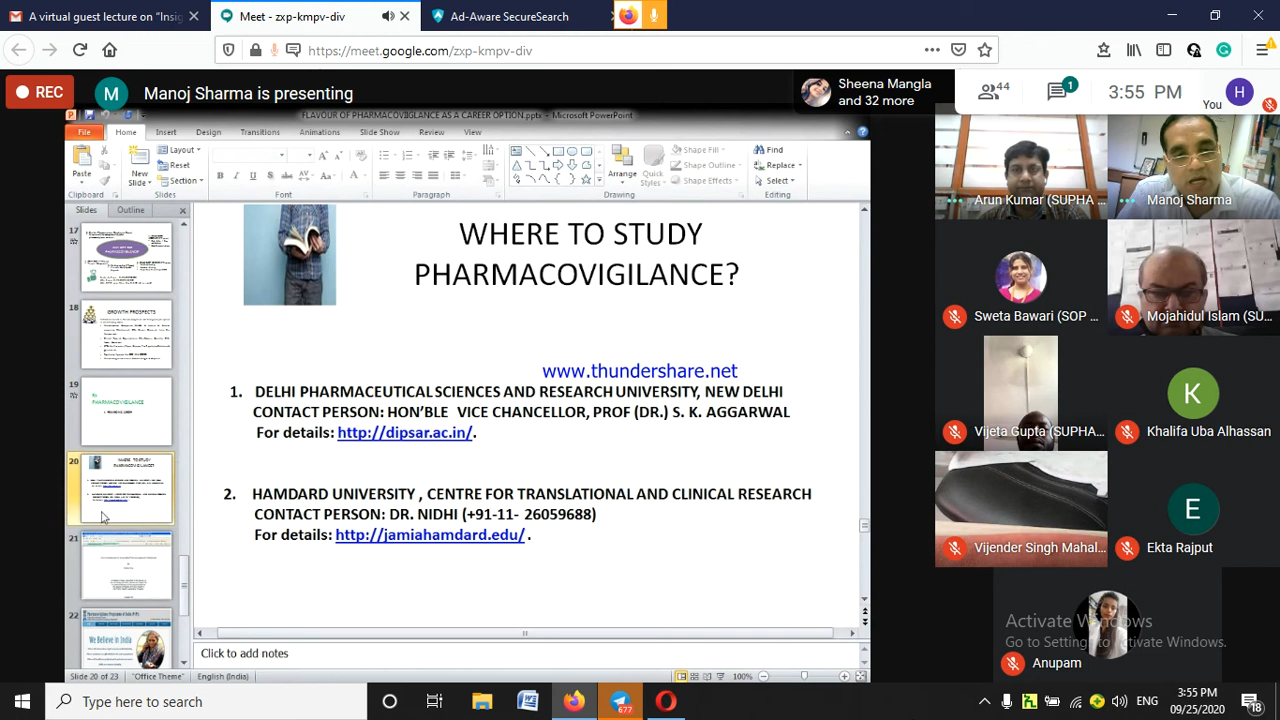 A virtual guest lecture on "Insig
Meet - zxp-kmpv-div
Ad-Aware SecureSearch
https://meet.google.com/zxp-kmpv-div
REC
M
Manoj Sharma is presenting
Sheena Mangla
and 32 more
44
1
3:55 PM
You
H
FLAVOUR OF PHARMACOVIGILANCE AS A CAREER OPTION.pptx - Microsoft PowerPoint
File Home Insert Design Transitions Animations Slide Show Review View
Paste
New
Slide
Layout
Reset
Section
Arrange
Quick
Styles
Shape Fill
Shape Outline
Shape Effects
Find
Replace
Select
Clipboard Slides Font Paragraph Drawing Editing
Slides Outline
17
18
GROWTH PROSPECTS
19
PHARMACOVIGILANCE
20
WHERE TO STUDY
PHARMACOVIGILANCE?
21
22
We Believe in India
WHERE TO STUDY
PHARMACOVIGILANCE?
www.thundershare.net
1. DELHI PHARMACEUTICAL SCIENCES AND RESEARCH UNIVERSITY, NEW DELHI
CONTACT PERSON: HON'BLE VICE CHANCELLOR, PROF (DR.) S. K. AGGARWAL
For details: http://dipsar.ac.in/.
2. HAMDARD UNIVERSITY , CENTRE FOR TRANSLATIONAL AND CLINICAL RESEARCH
CONTACT PERSON: DR. NIDHI (+91-11- 26059688)
For details: http://jamiahamdard.edu/ .
Click to add notes
Slide 20 of 23 "Office Theme" English (India) 100%
Arun Kumar (SUPHA ...
Manoj Sharma
Sweta Bawari (SOP ...
Mojahidul Islam (SU...
Vijeta Gupta (SUPHA...
K
Khalifa Uba Alhassan
Vijender Singh Mahal...
E
Ekta Rajput
Activate Windows
Go to Settings to Activate Windows.
Anupam
Type here to search
677
ENG
3:55 PM
09/25/2020
18